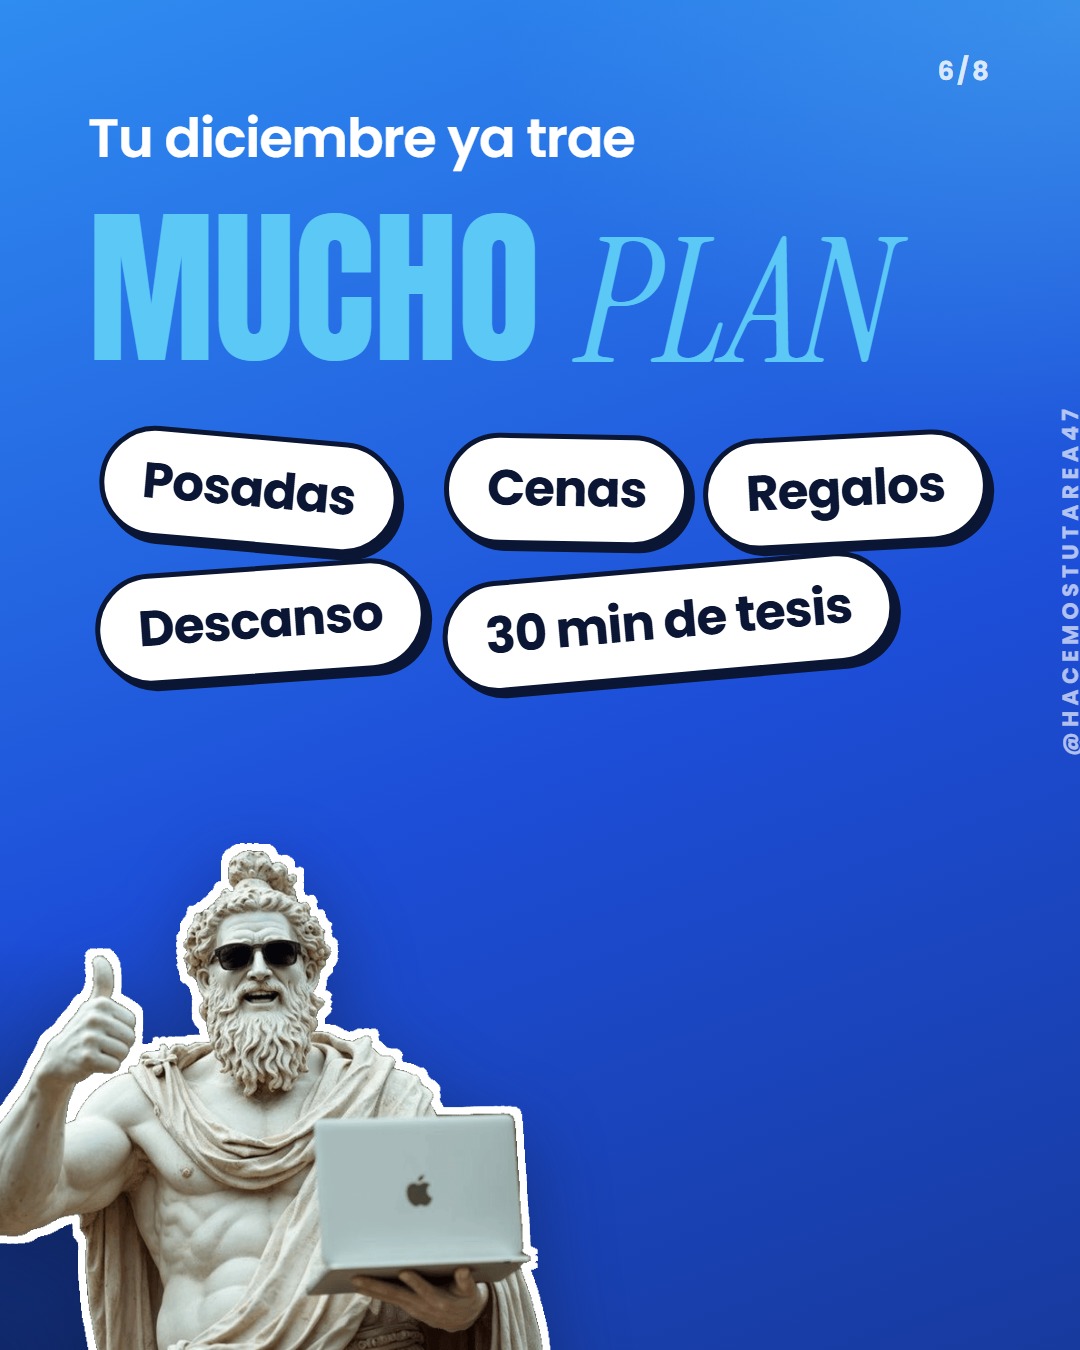 6/8
Tu diciembre ya trae
MUCHO PLAN
Posadas
Cenas
Regalos
Descanso
30 min de tesis
@HACEMOSTUTAREA47